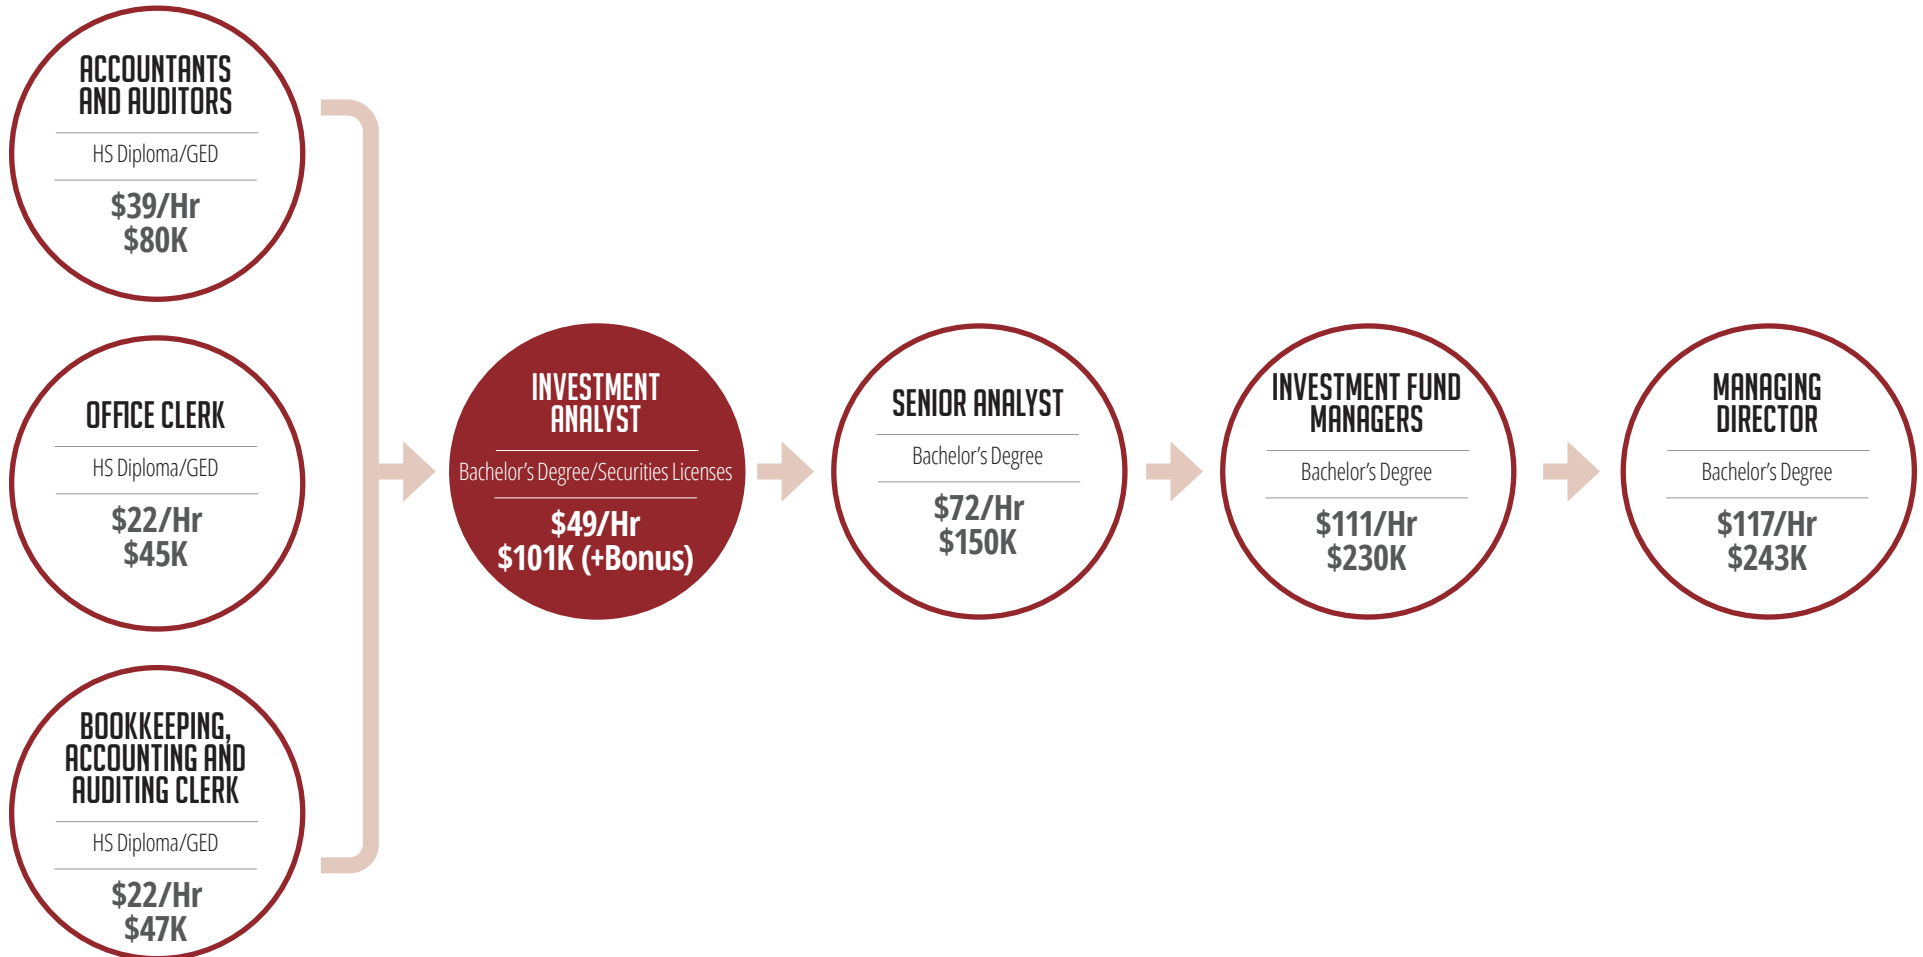 ACCOUNTANTS
AND AUDITORS
HS Diploma/GED
$39/Hr
$80K
OFFICE CLERK
HS Diploma/GED
$22/Hr
$45K
BOOKKEEPING,
ACCOUNTING AND
AUDITING CLERK
HS Diploma/GED
$22/Hr
$47K
INVESTMENT
ANALYST
Bachelor’s Degree/Securities Licenses
$49/Hr
$101K (+Bonus)
SENIOR ANALYST
Bachelor’s Degree
$72/Hr
$150K
INVESTMENT FUND
MANAGERS
Bachelor’s Degree
$111/Hr
$230K
MANAGING
DIRECTOR
Bachelor’s Degree
$117/Hr
$243K